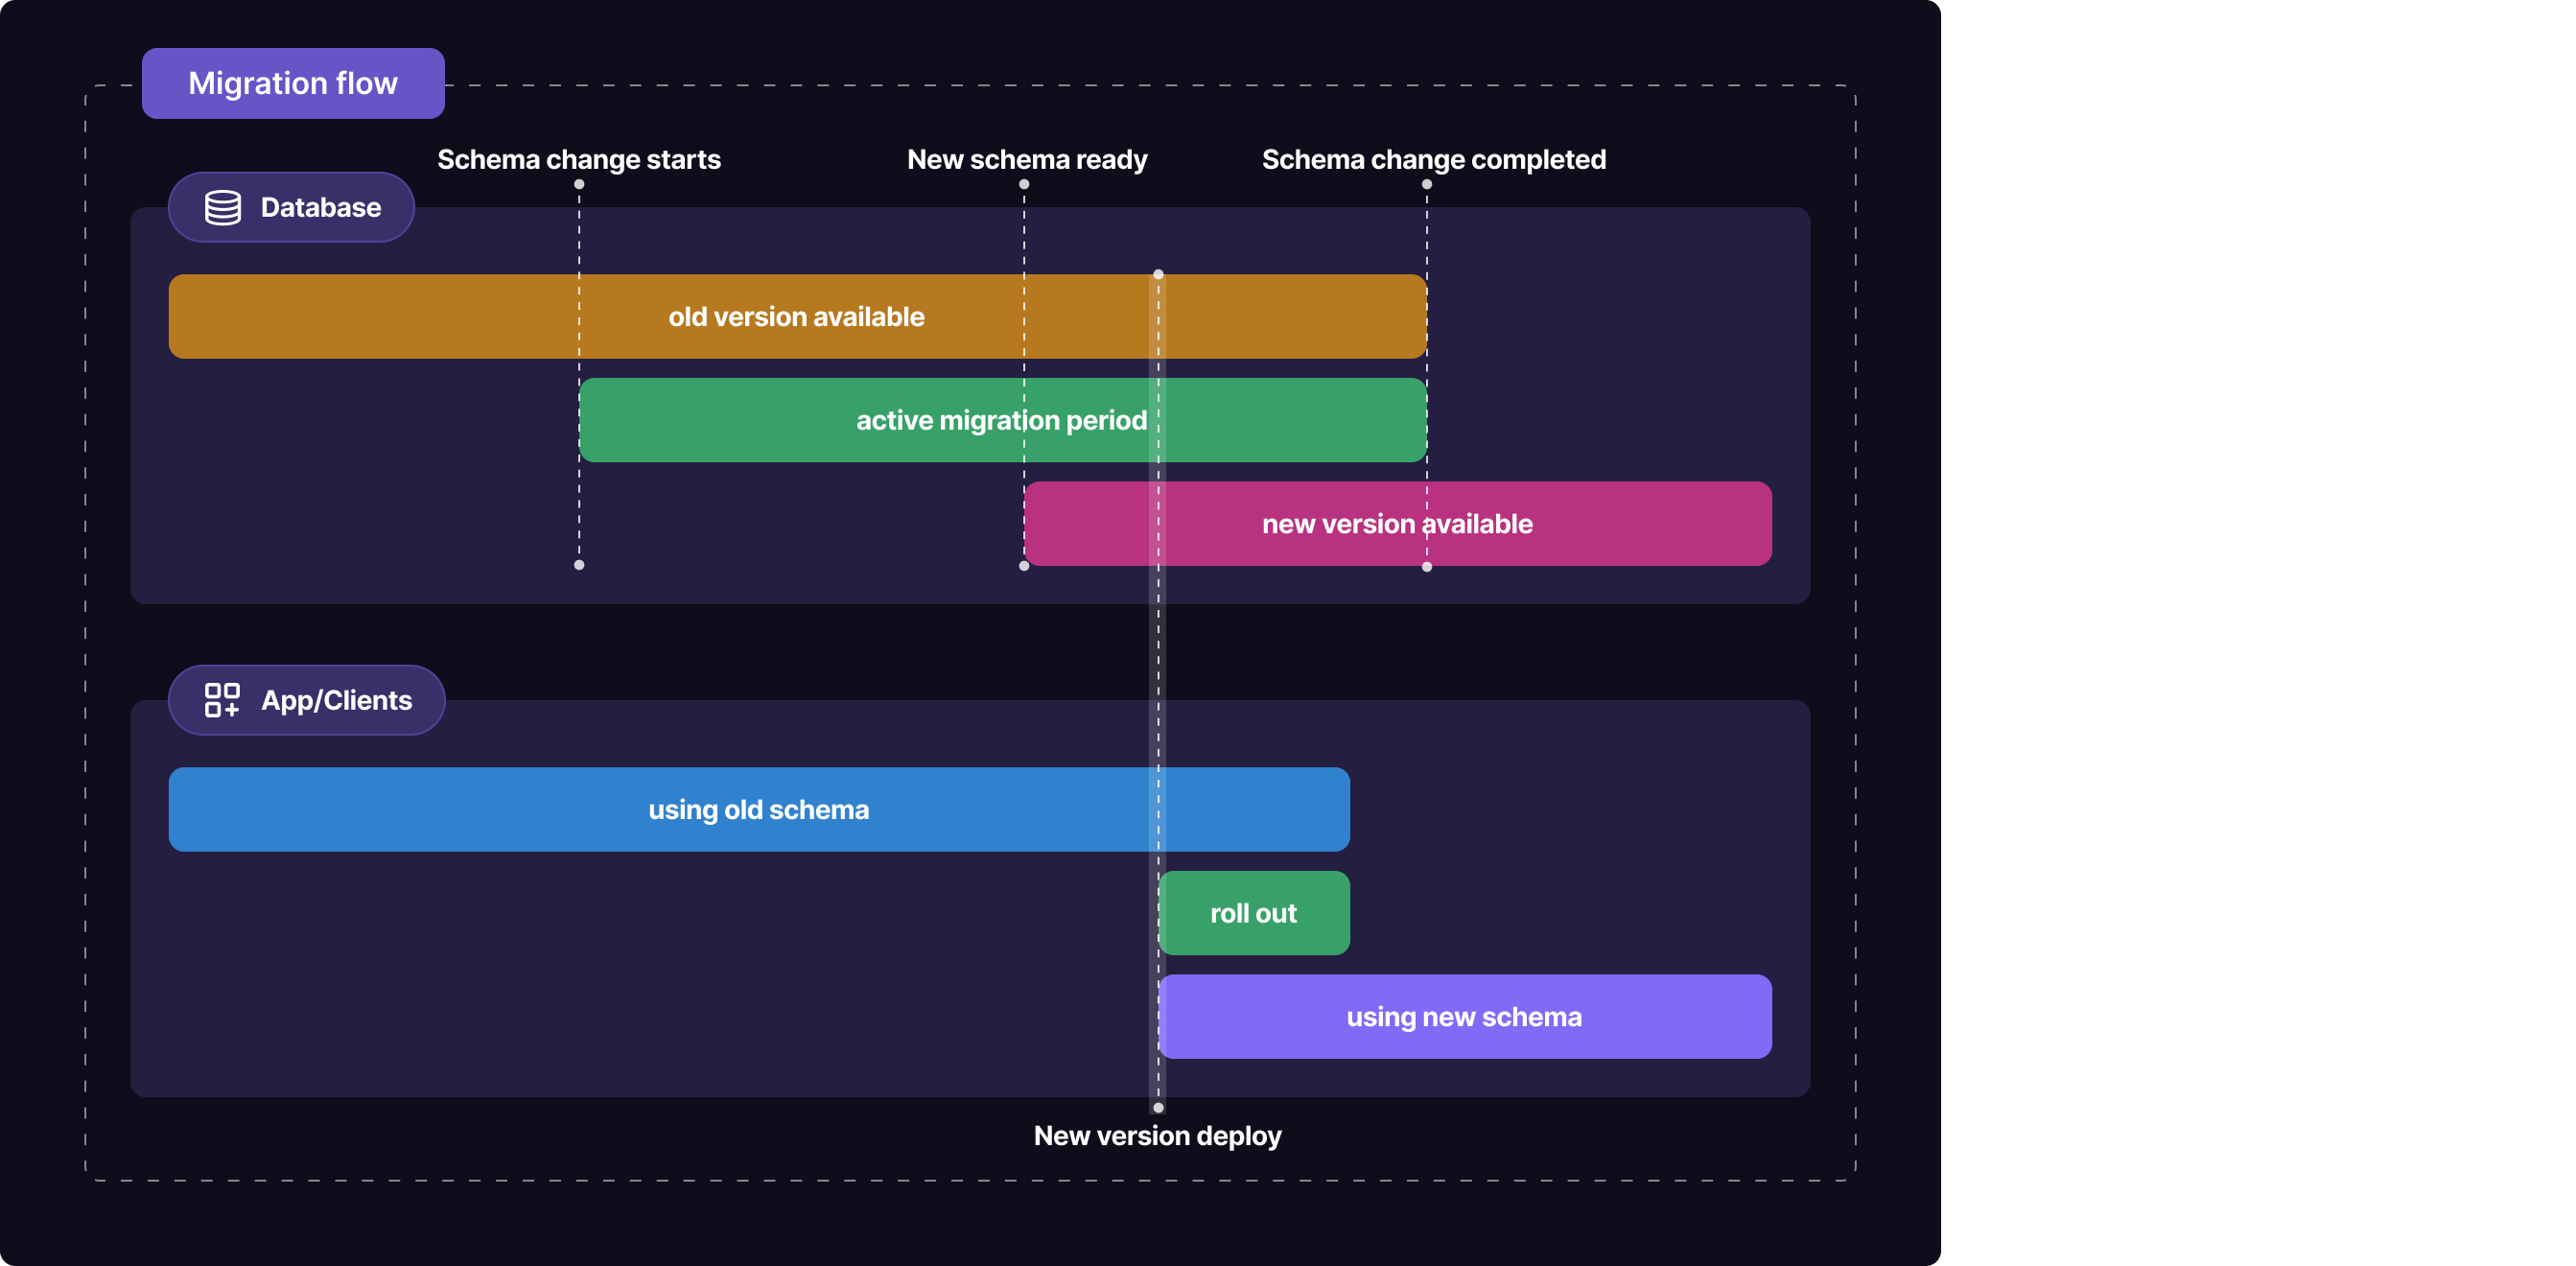 Migration flow
Schema change starts
New schema ready
Schema change completed
Database
old version available
active migration period
new version available
App/Clients
using old schema
roll out
using new schema
New version deploy